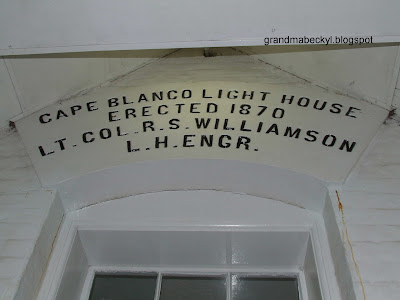 grandmabeckyl.blogspot
CAPE BLANCO LIGHT HOUSE
ERECTED 1870
LT. COL. R.S. WILLIAMSON
L.H. ENGR.